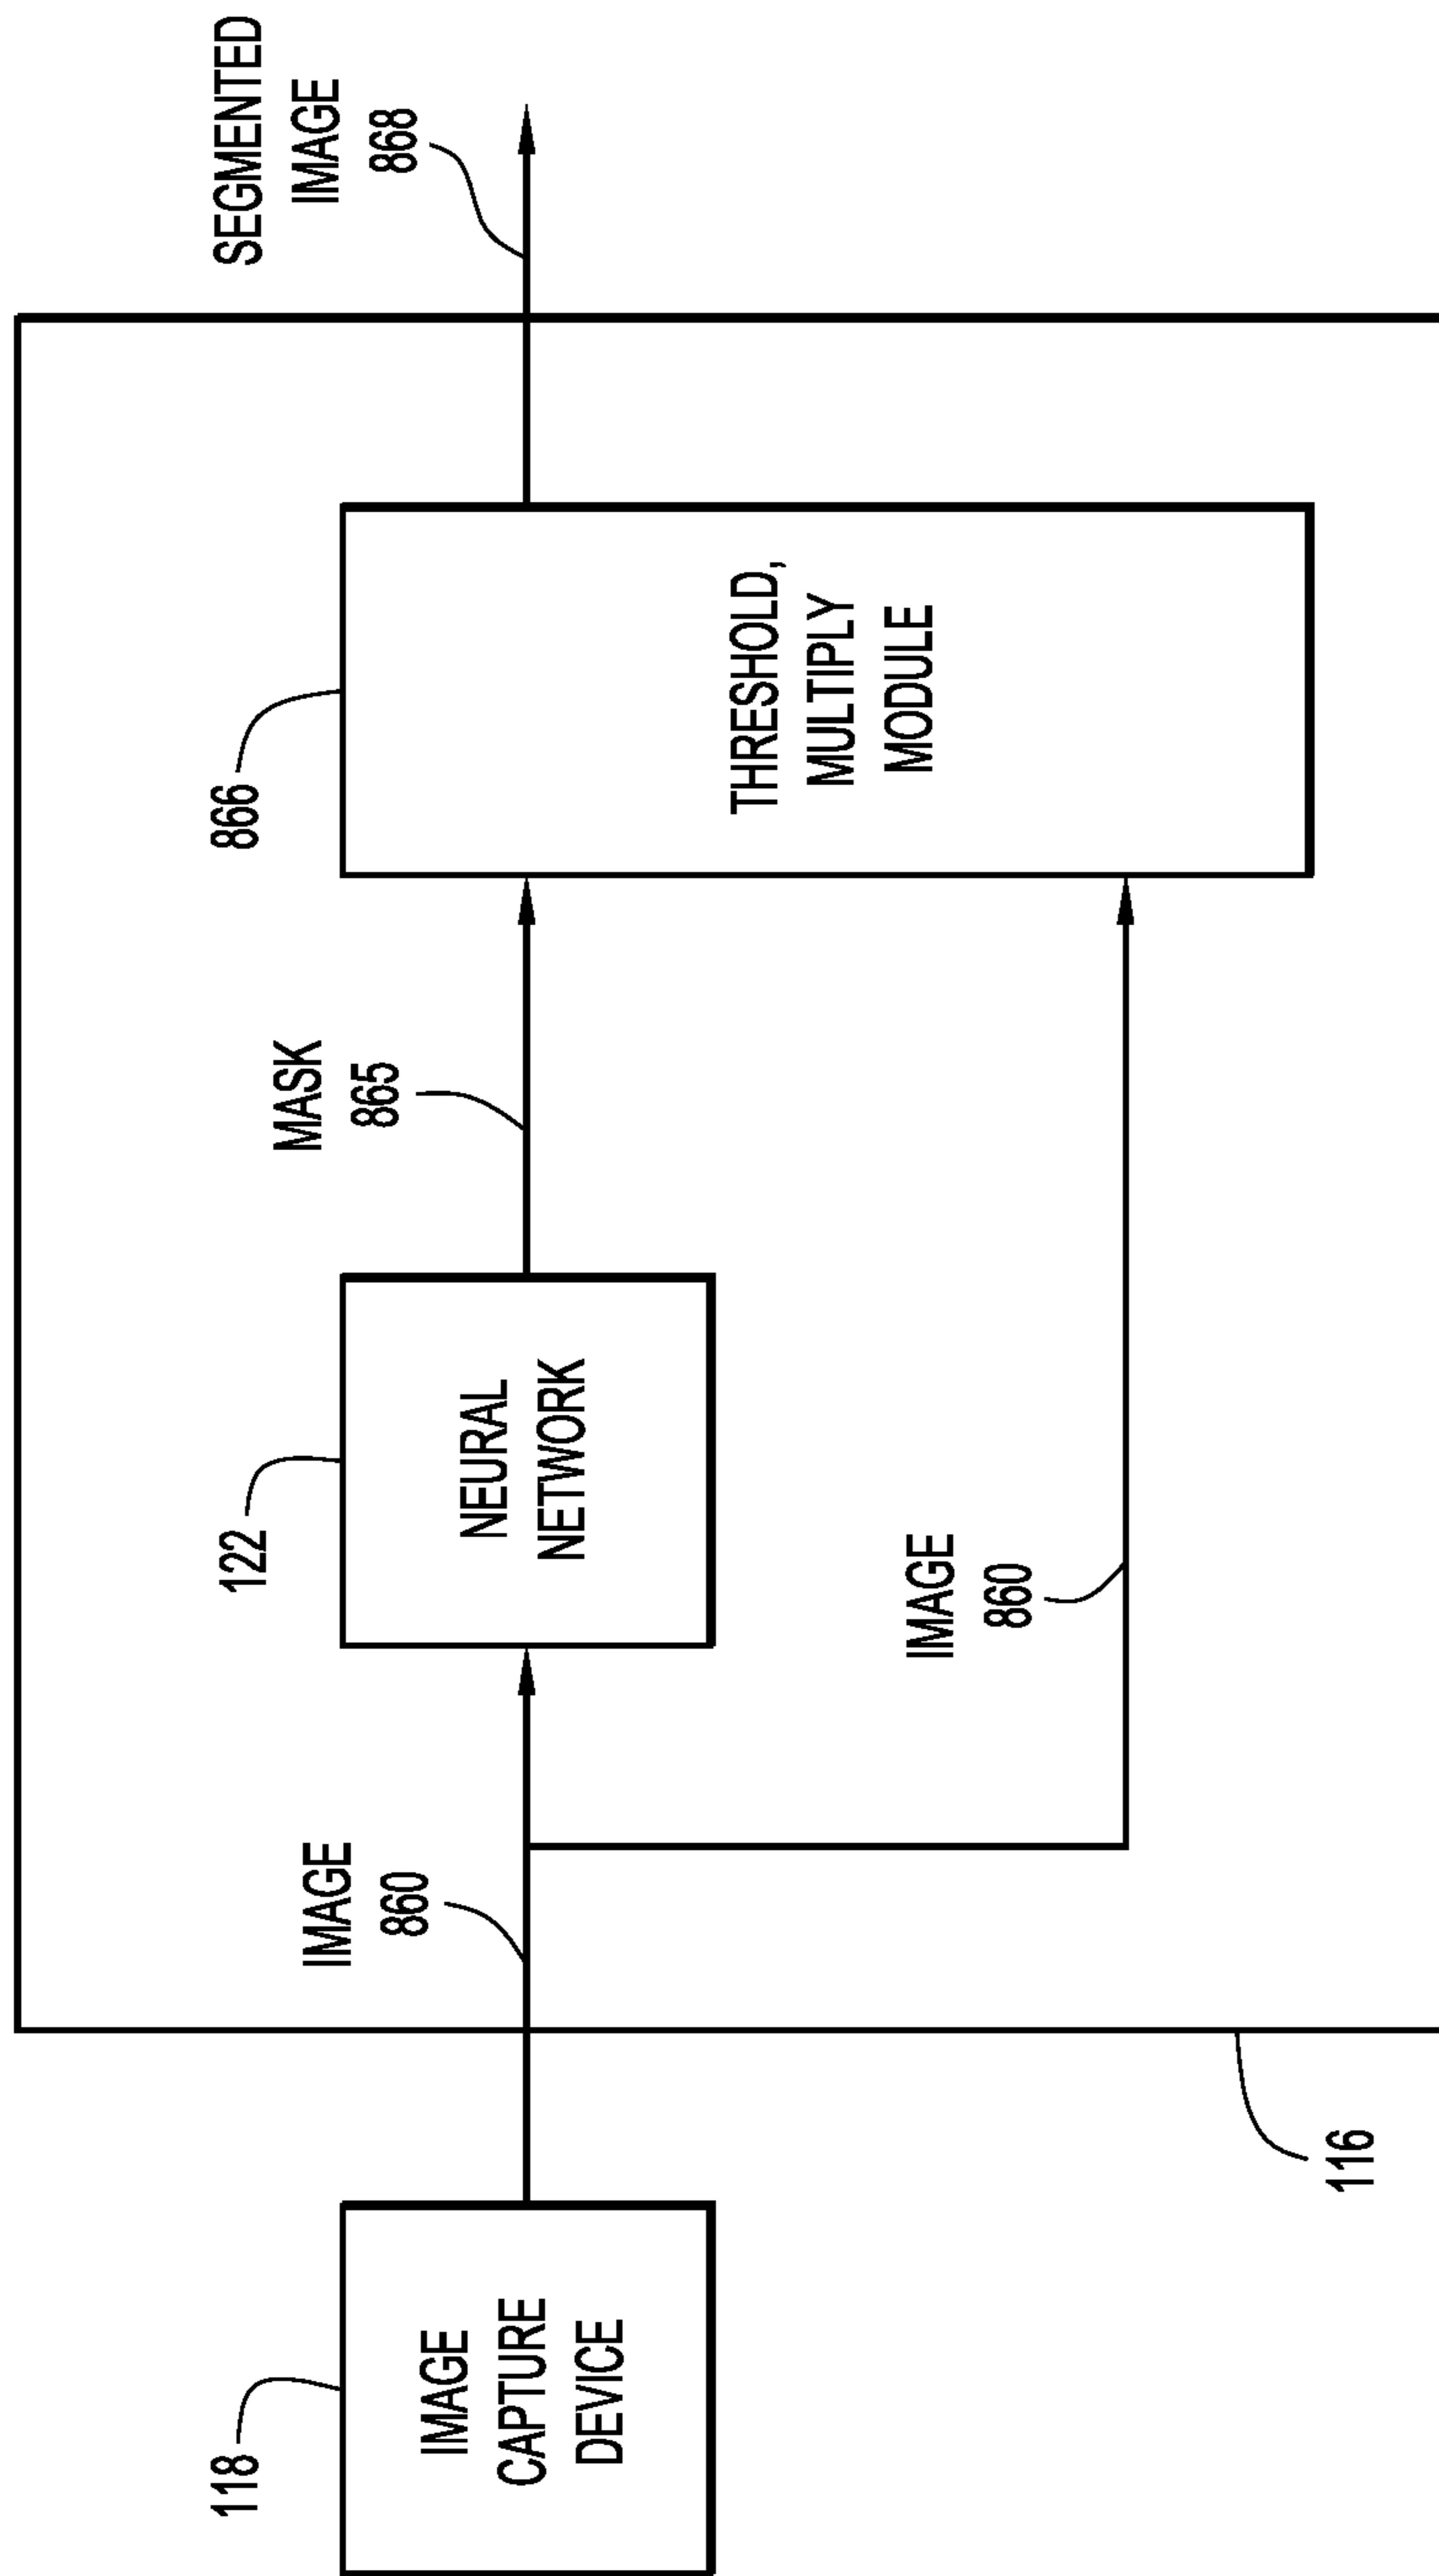 118
IMAGE
CAPTURE
DEVICE
116
IMAGE
860
122
NEURAL
NETWORK
IMAGE
860
MASK
865
866
THRESHOLD,
MULTIPLY
MODULE
SEGMENTED
IMAGE
868